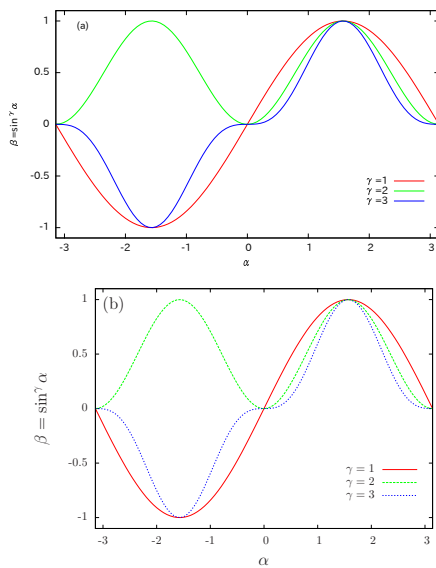 (a)
1
0.5
0
-0.5
-1
β=sin^γ α
γ =1
γ =2
γ =3
-3 -2 -1 0 1 2 3
α
(b)
1
0.5
0
-0.5
-1
β = sin^γ α
γ = 1
γ = 2
γ = 3
-3 -2 -1 0 1 2 3
α